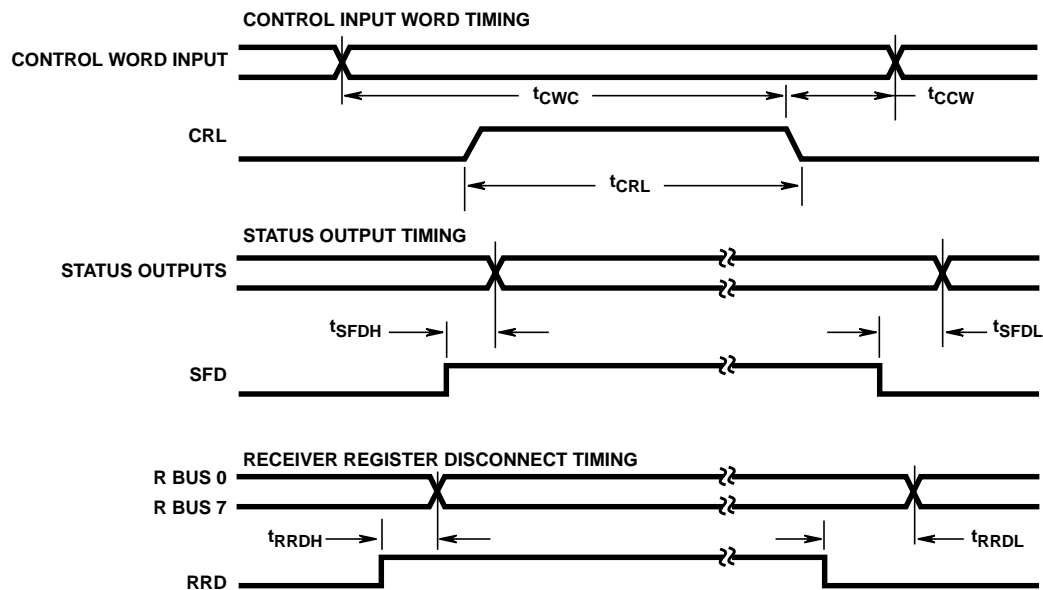 CONTROL INPUT WORD TIMING
CONTROL WORD INPUT
tCWC
tCCW
CRL
tCRL
STATUS OUTPUT TIMING
STATUS OUTPUTS
tSFDH
tSFDL
SFD
RECEIVER REGISTER DISCONNECT TIMING
R BUS 0
R BUS 7
tRRDH
tRRDL
RRD